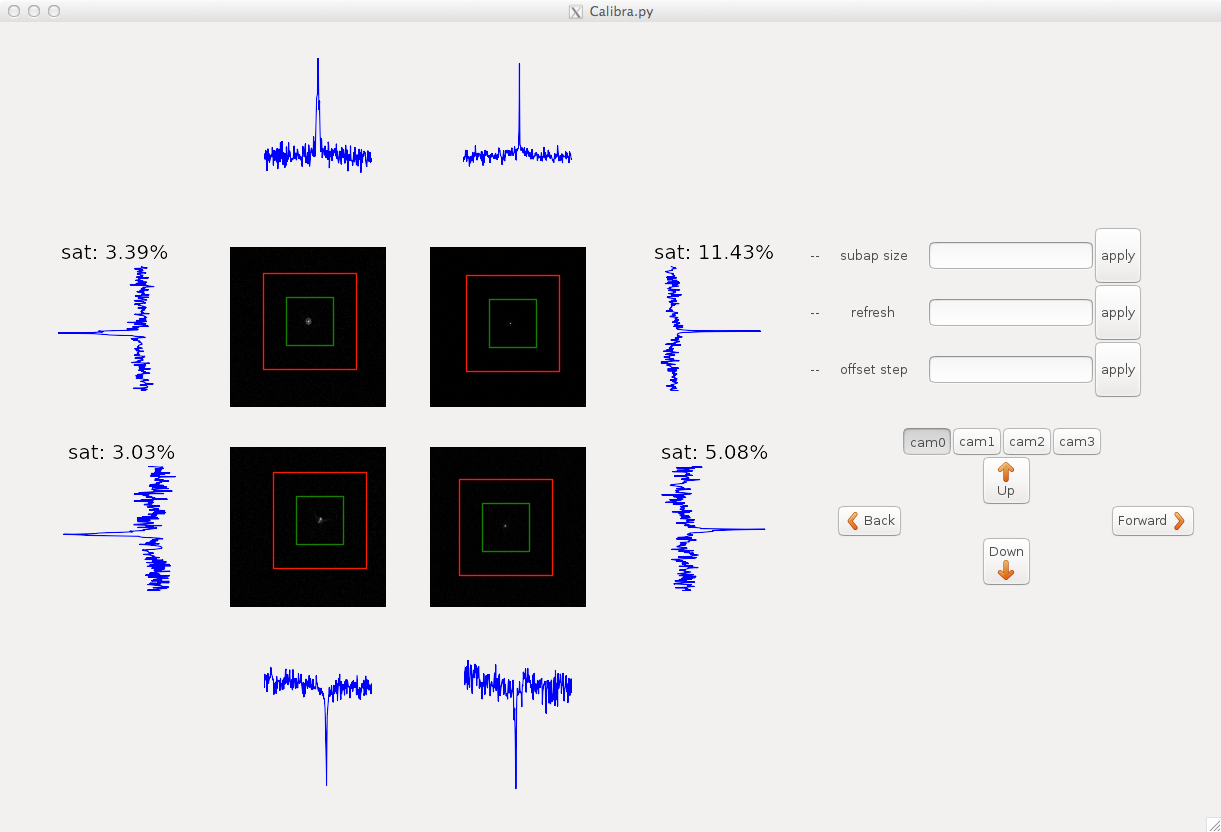 Calibra.py
sat: 3.39%
sat: 11.43%
-- subap size apply
-- refresh apply
-- offset step apply
cam0 cam1 cam2 cam3
sat: 3.03%
sat: 5.08%
Up
Back
Forward
Down